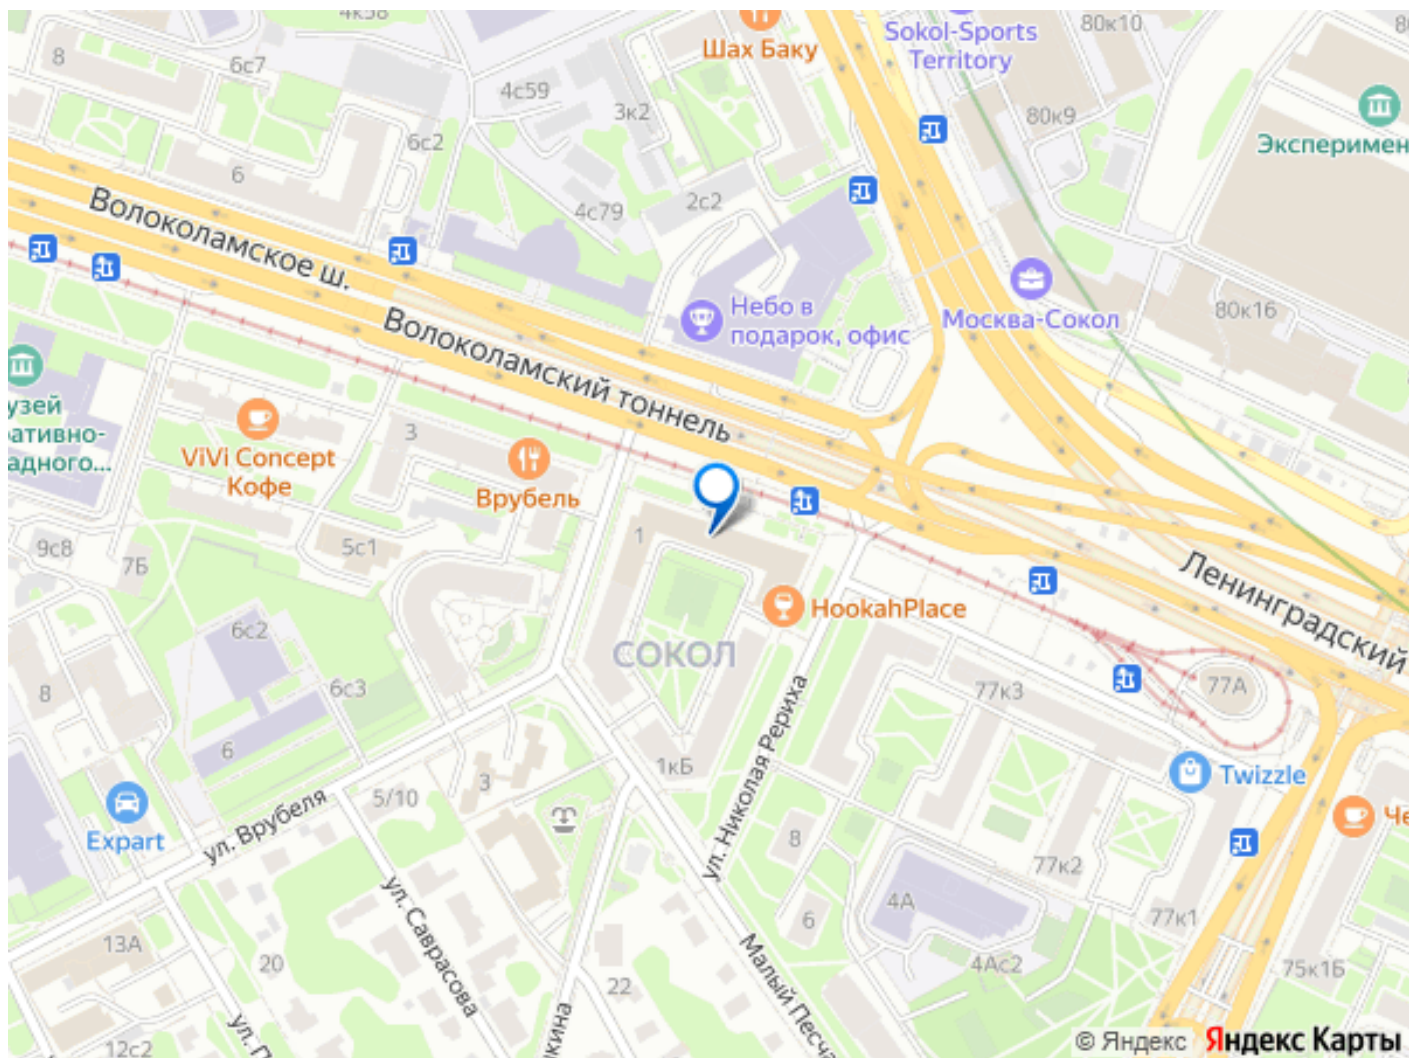 4к58
Шах Баку
Sokol-Sports
Territory
80к10
8
6с7
4с59
3к2
80к9
Эксперимен
6с2
6
2с2
4с79
Волоколамское ш.
Небо в
подарок, офис
Москва-Сокол
80к16
Волоколамский тоннель
узей
ративно-
адного...
ViVi Concept
Кофе
3
Врубель
1
9с8
7Б
5с1
Ленинградский
HookahPlace
6с2
СОКОЛ
8
6с3
77к3
77А
ул. Николая Рериха
6
1кБ
3
5/10
Twizzle
Expart
ул. Врубеля
8
Че
77к2
ул. Саврасова
4А
6
77к1
13А
20
22
Малый Песча
4Ас2
75к1Б
ул. П
кина
12с2
© Яндекс
Яндекс Карты